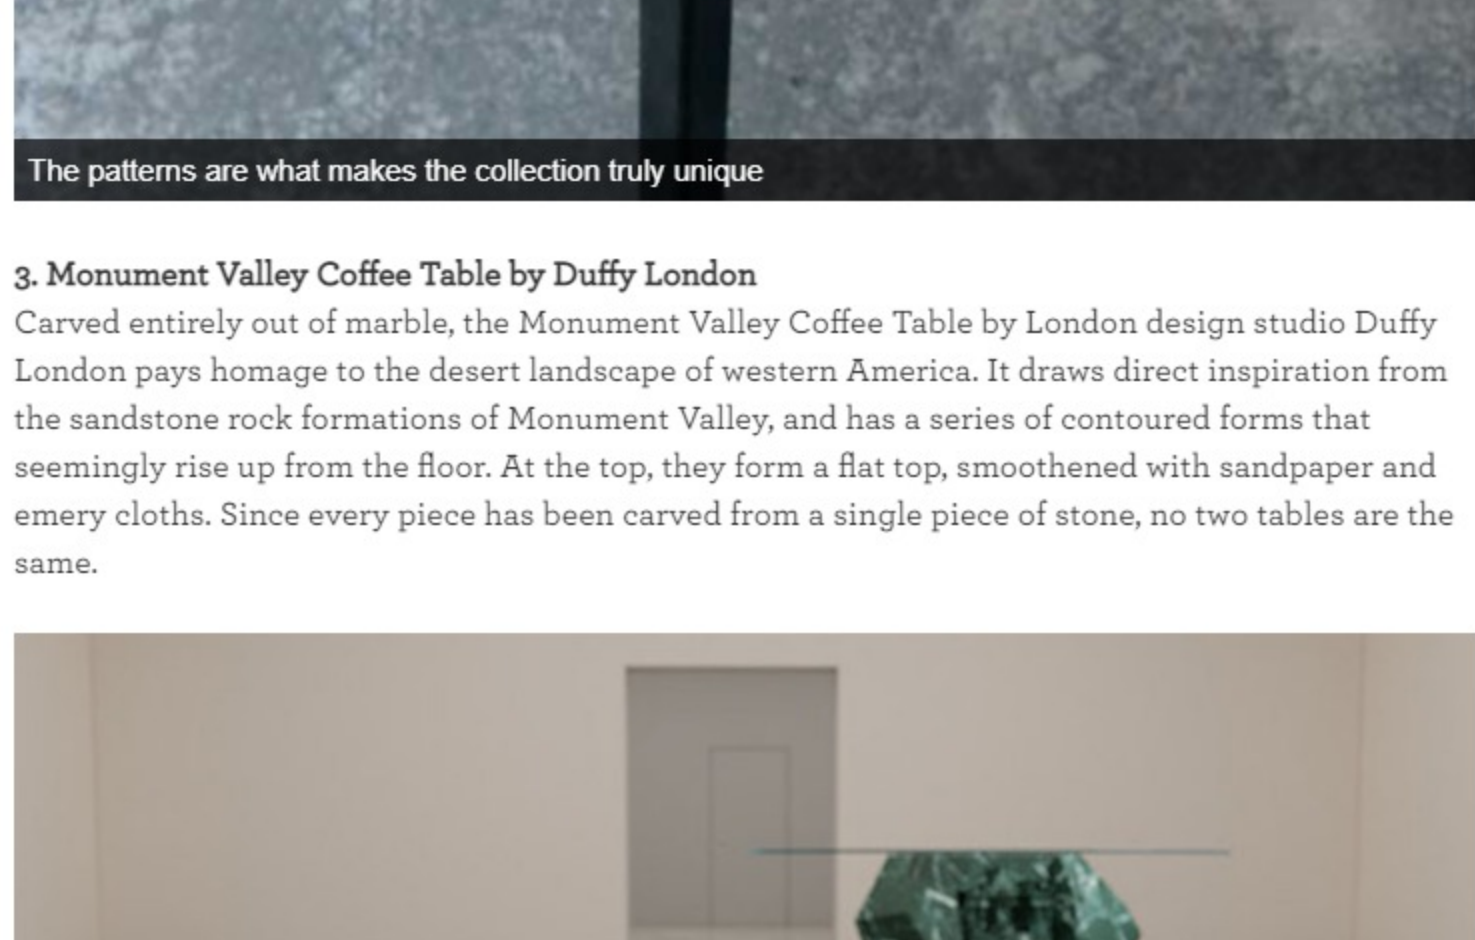 The patterns are what makes the collection truly unique
3. Monument Valley Coffee Table by Duffy London
Carved entirely out of marble, the Monument Valley Coffee Table by London design studio Duffy
London pays homage to the desert landscape of western America. It draws direct inspiration from
the sandstone rock formations of Monument Valley, and has a series of contoured forms that
seemingly rise up from the floor. At the top, they form a flat top, smoothened with sandpaper and
emery cloths. Since every piece has been carved from a single piece of stone, no two tables are the
same.